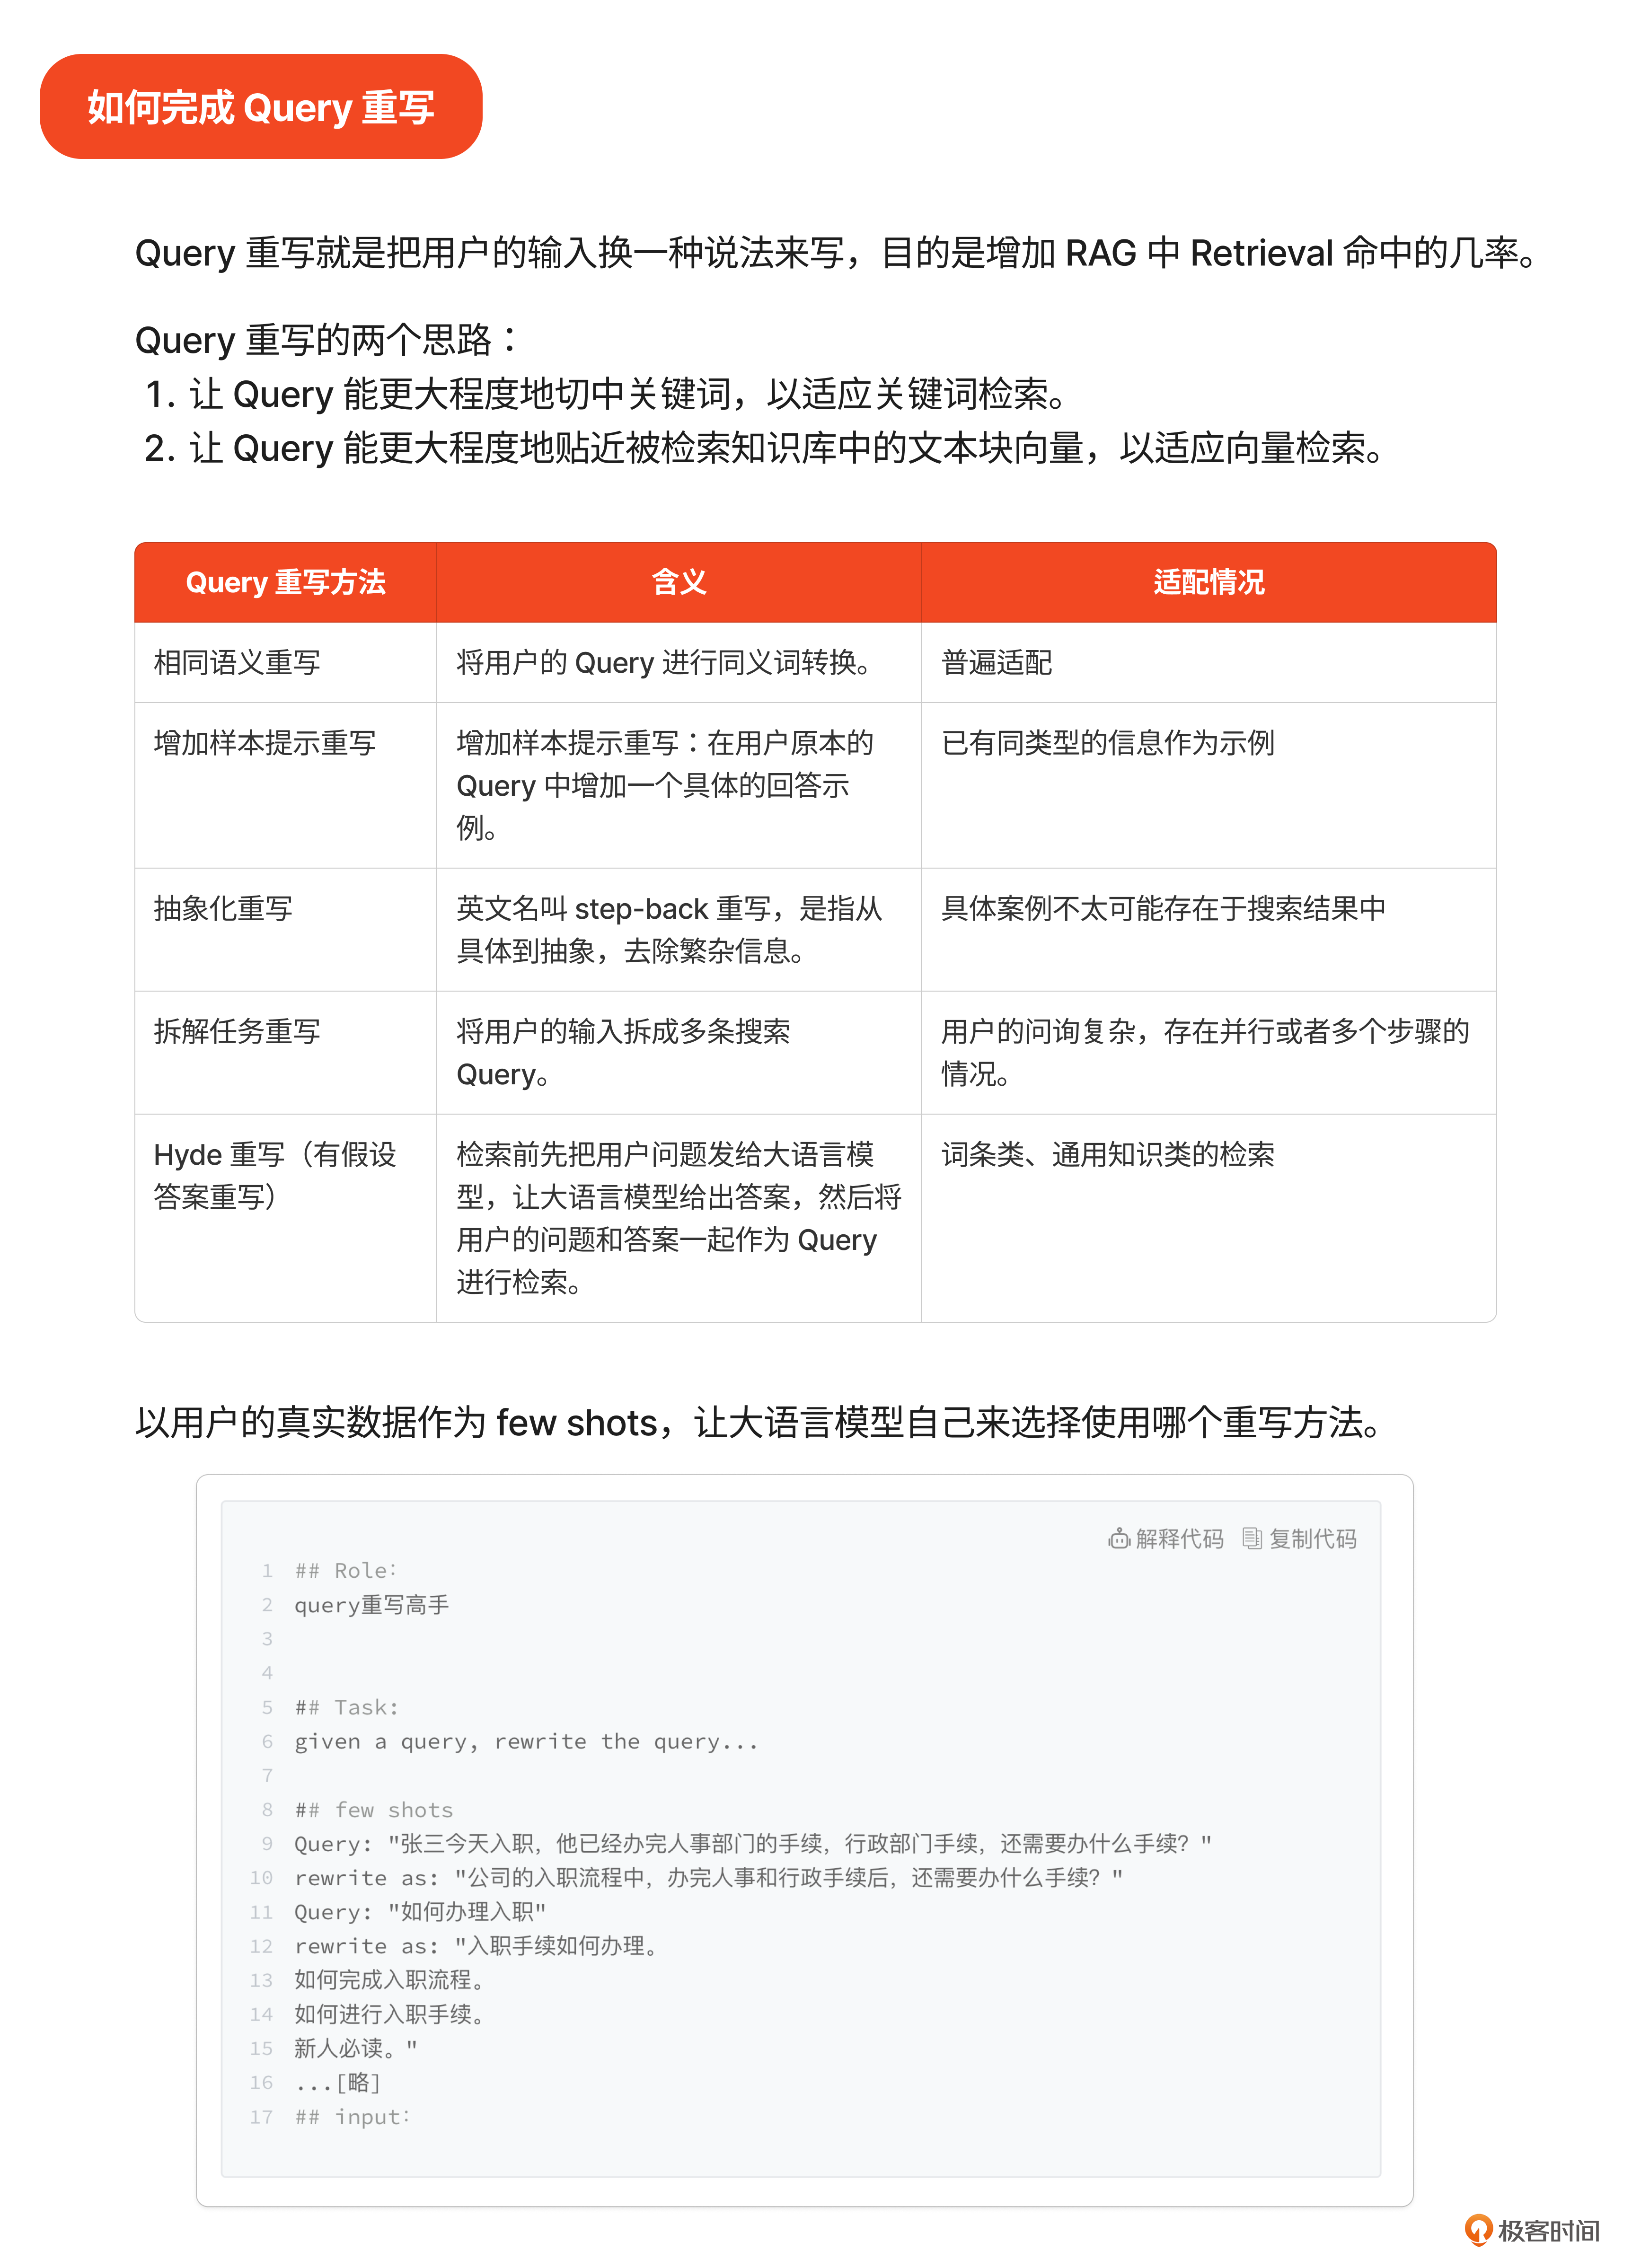 如何完成 Query 重写
Query 重写就是把用户的输入换一种说法来写，目的是增加 RAG 中 Retrieval 命中的几率。
Query 重写的两个思路：
1. 让 Query 能更大程度地切中关键词，以适应关键词检索。
2. 让 Query 能更大程度地贴近被检索知识库中的文本块向量，以适应向量检索。
Query 重写方法
含义
适配情况
相同语义重写
将用户的 Query 进行同义词转换。
普遍适配
增加样本提示重写
增加样本提示重写：在用户原本的
Query 中增加一个具体的回答示
例。
已有同类型的信息作为示例
抽象化重写
英文名叫 step-back 重写，是指从
具体到抽象，去除繁杂信息。
具体案例不太可能存在于搜索结果中
拆解任务重写
将用户的输入拆成多条搜索
Query。
用户的问询复杂，存在并行或者多个步骤的
情况。
Hyde 重写（有假设
答案重写）
检索前先把用户问题发给大语言模
型，让大语言模型给出答案，然后将
用户的问题和答案一起作为 Query
进行检索。
词条类、通用知识类的检索
以用户的真实数据作为 few shots，让大语言模型自己来选择使用哪个重写方法。
解释代码 复制代码
1 ## Role：
2 query重写高手
3
4
5 ## Task:
6 given a query, rewrite the query...
7
8 ## few shots
9 Query: "张三今天入职，他已经办完人事部门的手续，行政部门手续，还需要办什么手续？"
10 rewrite as: "公司的入职流程中，办完人事和行政手续后，还需要办什么手续？"
11 Query: "如何办理入职"
12 rewrite as: "入职手续如何办理。
13 如何完成入职流程。
14 如何进行入职手续。
15 新人必读。"
16 ...[略]
17 ## input：
极客时间